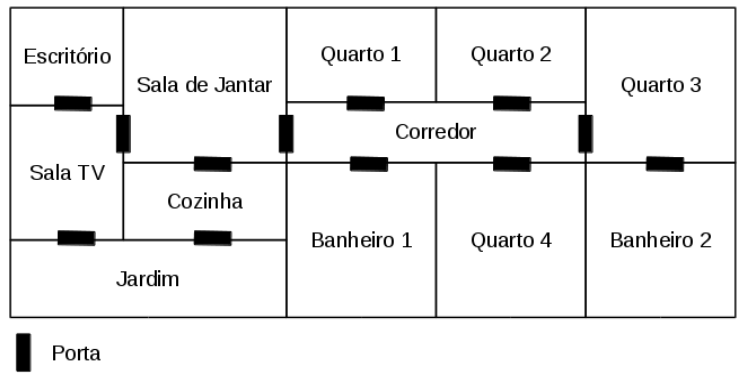 Escritório
Sala de Jantar
Quarto 1
Quarto 2
Quarto 3
Corredor
Sala TV
Cozinha
Banheiro 1
Quarto 4
Banheiro 2
Jardim
Porta